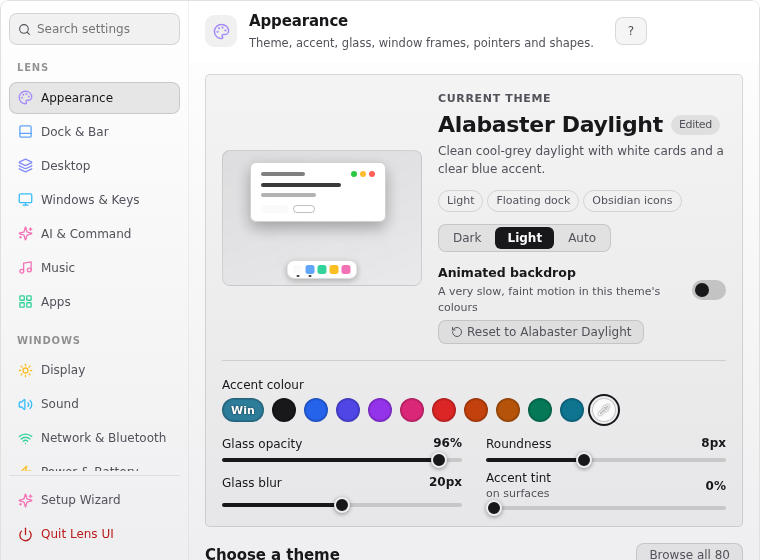 Search settings
LENS
Appearance
Dock & Bar
Desktop
Windows & Keys
AI & Command
Music
Apps
WINDOWS
Display
Sound
Network & Bluetooth
Power & Battery
Setup Wizard
Quit Lens UI
Appearance
Theme, accent, glass, window frames, pointers and shapes.
?
CURRENT THEME
Alabaster Daylight
Edited
Clean cool-grey daylight with white cards and a
clear blue accent.
Light
Floating dock
Obsidian icons
Dark
Light
Auto
Animated backdrop
A very slow, faint motion in this theme's
colours
Reset to Alabaster Daylight
Accent colour
Win
Glass opacity
96%
Roundness
8px
Glass blur
20px
Accent tint
on surfaces
0%
Choose a theme
Browse all 80